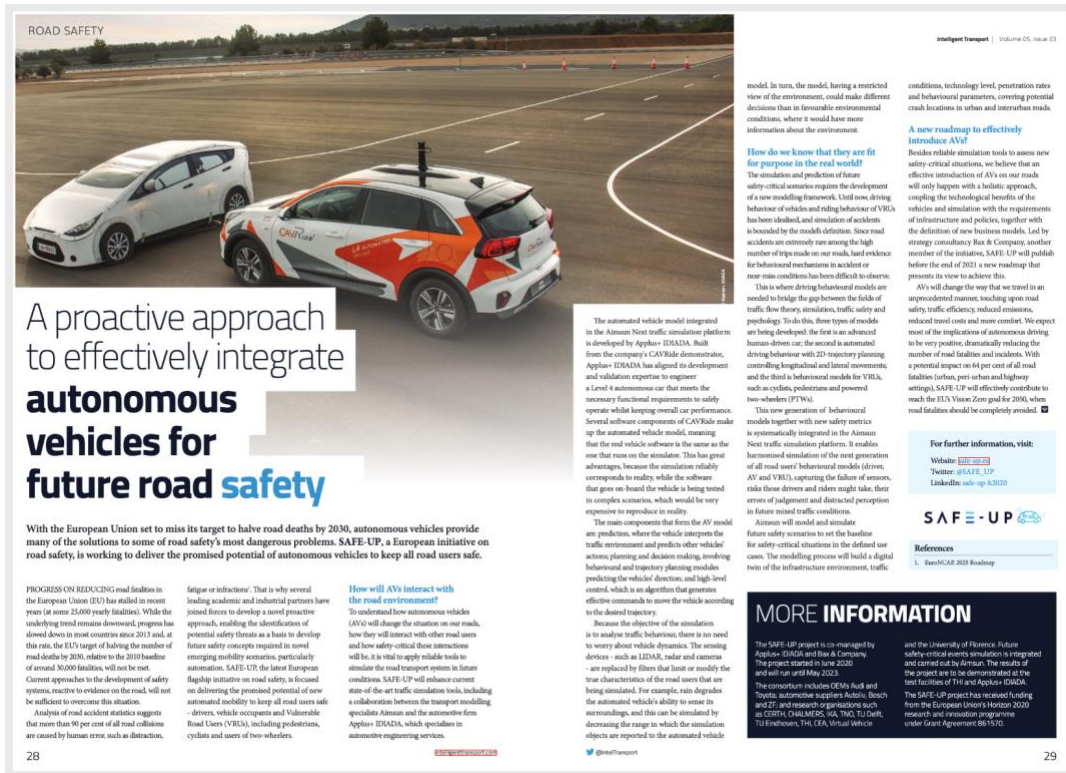 ROAD SAFETY
Intelligent Transport | Volume 05, Issue 03
A proactive approach
to effectively integrate
autonomous
vehicles for
future road safety
With the European Union set to miss its target to halve road deaths by 2030, autonomous vehicles provide
many of the solutions to some of road safety's most dangerous problems. SAFE-UP, a European initiative on
road safety, is working to deliver the promised potential of autonomous vehicles to keep all road users safe.
PROGRESS ON REDUCING road fatalities in
the European Union (EU) has stalled in recent
years (at some 25,000 yearly fatalities). While the
underlying trend remains downward, progress has
slowed down in most countries since 2013 and, at
this rate, the EU's target of halving the number of
road deaths by 2030, relative to the 2010 baseline
of around 30,000 fatalities, will not be met.
Current approaches to the development of safety
systems, reactive to evidence on the road, will not
be sufficient to overcome this situation.
Analysis of road accident statistics suggests
that more than 90 per cent of all road collisions
are caused by human error, such as distraction,
fatigue or infractions¹. That is why several
leading academic and industrial partners have
joined forces to develop a novel proactive
approach, enabling the identification of
potential safety threats as a basis to develop
future safety concepts required in novel
emerging mobility scenarios, particularly
automation. SAFE-UP, the latest European
flagship initiative on road safety, is focused
on delivering the promised potential of new
automated mobility to keep all road users safe
- drivers, vehicle occupants and Vulnerable
Road Users (VRUs), including pedestrians,
cyclists and users of two-wheelers.
How will AVs interact with
the road environment?
To understand how autonomous vehicles
(AVs) will change the situation on our roads,
how they will interact with other road users
and how safety-critical these interactions
will be, it is vital to apply reliable tools to
simulate the road transport system in future
conditions. SAFE-UP will enhance current
state-of-the-art traffic simulation tools, including
a collaboration between the transport modelling
specialists Aimsun and the automotive firm
Applus+ IDIADA, which specialises in
automotive engineering services.
The automated vehicle model integrated
in the Aimsun Next traffic simulation platform
is developed by Applus+ IDIADA. Built
from the company's CAVRide demonstrator,
Applus+ IDIADA has aligned its development
and validation expertise to engineer
a Level 4 autonomous car that meets the
necessary functional requirements to safely
operate whilst keeping overall car performance.
Several software components of CAVRide make
up the automated vehicle model, meaning
that the real vehicle software is the same as the
one that runs on the simulator. This has great
advantages, because the simulation reliably
corresponds to reality, while the software
that goes on-board the vehicle is being tested
in complex scenarios, which would be very
expensive to reproduce in reality.
The main components that form the AV model
are: prediction, where the vehicle interprets the
traffic environment and predicts other vehicles'
actions; planning and decision making, involving
behavioural and trajectory planning modules
predicting the vehicles' direction; and high-level
control, which is an algorithm that generates
effective commands to move the vehicle according
to the desired trajectory.
Because the objective of the simulation
is to analyse traffic behaviour, there is no need
to worry about vehicle dynamics. The sensing
devices - such as LIDAR, radar and cameras
- are replaced by filters that limit or modify the
true characteristics of the road users that are
being simulated. For example, rain degrades
the automated vehicle's ability to sense its
surroundings, and this can be simulated by
decreasing the range in which the simulation
objects are reported to the automated vehicle
model. In turn, the model, having a restricted
view of the environment, could make different
decisions than in favourable environmental
conditions, where it would have more
information about the environment.
How do we know that they are fit
for purpose in the real world?
The simulation and prediction of future
safety-critical scenarios requires the development
of a new modelling framework. Until now, driving
behaviour of vehicles and riding behaviour of VRUs
has been idealised, and simulation of accidents
is bounded by the model's definition. Since road
accidents are extremely rare among the high
number of trips made on our roads, hard evidence
for behavioural mechanisms in accident or
near-miss conditions has been difficult to observe.
This is where driving behavioural models are
needed to bridge the gap between the fields of
traffic flow theory, simulation, traffic safety and
psychology. To do this, three types of models
are being developed: the first is an advanced
human-driven car; the second is automated
driving behaviour with 2D-trajectory planning
controlling longitudinal and lateral movements;
and the third is behavioural models for VRUs,
such as cyclists, pedestrians and powered
two-wheelers (PTWs).
This new generation of behavioural
models together with new safety metrics
is systematically integrated in the Aimsun
Next traffic simulation platform. It enables
harmonised simulation of the next generation
of all road users' behavioural models (driver,
AV and VRU), capturing the failure of sensors,
risks those drivers and riders might take, their
errors of judgement and distracted perception
in future mixed traffic conditions.
Aimsun will model and simulate
future safety scenarios to set the baseline
for safety-critical situations in the defined use
cases. The modelling process will build a digital
twin of the infrastructure environment, traffic
conditions, technology level, penetration rates
and behavioural parameters, covering potential
crash locations in urban and interurban roads.
A new roadmap to effectively
introduce AVs?
Besides reliable simulation tools to assess new
safety-critical situations, we believe that an
effective introduction of AVs on our roads
will only happen with a holistic approach,
coupling the technological benefits of the
vehicles and simulation with the requirements
of infrastructure and policies, together with
the definition of new business models. Led by
strategy consultancy Bax & Company, another
member of the initiative, SAFE-UP will publish
before the end of 2021 a new roadmap that
presents its view to achieve this.
AVs will change the way that we travel in an
unprecedented manner, touching upon road
safety, traffic efficiency, reduced emissions,
reduced travel costs and more comfort. We expect
most of the implications of autonomous driving
to be very positive, dramatically reducing the
number of road fatalities and incidents. With
a potential impact on 64 per cent of all road
fatalities (urban, peri-urban and highway
settings), SAFE-UP will effectively contribute to
reach the EU's Vision Zero goal for 2050, when
road fatalities should be completely avoided.
For further information, visit:
Website: safe-up.eu
Twitter: @SAFE_UP
LinkedIn: safe-up-h2020
SAFE-UP
References
1. EuroNCAP, 2025 Roadmap
MORE INFORMATION
The SAFE-UP project is co-managed by
Applus+ IDIADA and Bax & Company.
The project started in June 2020
and will run until May 2023.
The consortium includes OEMs Audi and
Toyota; automotive suppliers Autoliv, Bosch
and ZF; and research organisations such
as CERTH, CHALMERS, IKA, TNO, TU Delft,
TU Eindhoven, THI, CEA, Virtual Vehicle
and the University of Florence. Future
safety-critical events simulation is integrated
and carried out by Aimsun. The results of
the project are to be demonstrated at the
test facilities of THI and Applus+ IDIADA.
The SAFE-UP project has received funding
from the European Union's Horizon 2020
research and innovation programme
under Grant Agreement 861570.
CAVRide
L4 AUTOMATED
28
intelligenttransport.com
@IntelTransport
29